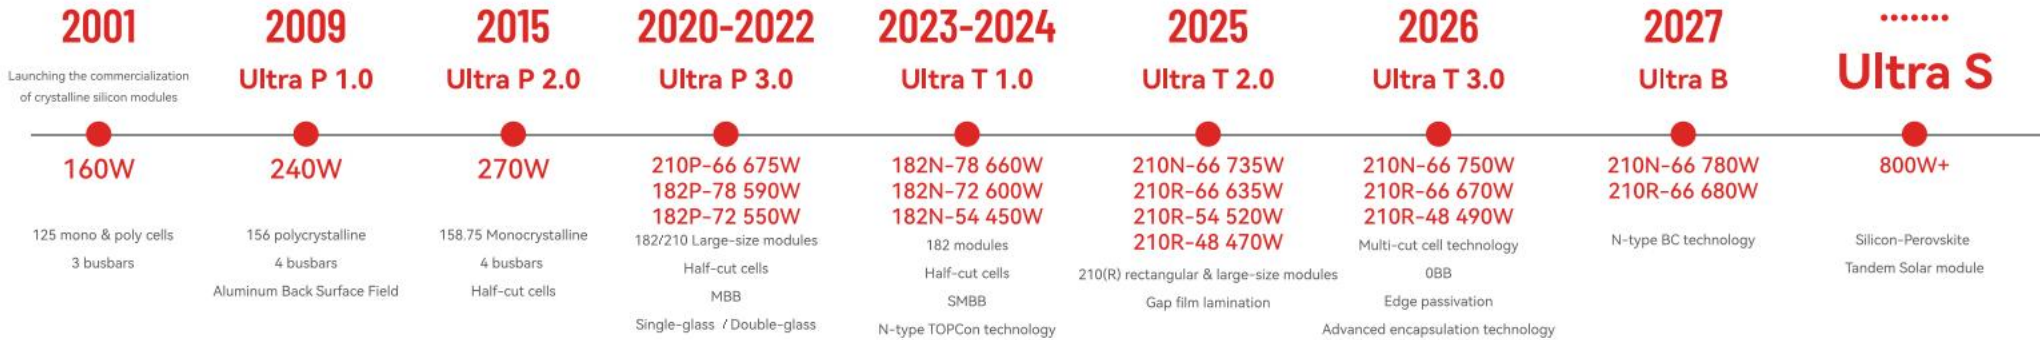 2001
Launching the commercialization
of crystalline silicon modules
160W
125 mono & poly cells
3 busbars
2009
Ultra P 1.0
240W
156 polycrystalline
4 busbars
Aluminum Back Surface Field
2015
Ultra P 2.0
270W
158.75 Monocrystalline
4 busbars
Half-cut cells
2020-2022
Ultra P 3.0
210P-66 675W
182P-78 590W
182P-72 550W
182/210 Large-size modules
Half-cut cells
MBB
Single-glass / Double-glass
2023-2024
Ultra T 1.0
182N-78 660W
182N-72 600W
182N-54 450W
182 modules
Half-cut cells
SMBB
N-type TOPCon technology
2025
Ultra T 2.0
210N-66 735W
210R-66 635W
210R-54 520W
210R-48 470W
210(R) rectangular & large-size modules
Gap film lamination
2026
Ultra T 3.0
210N-66 750W
210R-66 670W
210R-48 490W
Multi-cut cell technology
0BB
Edge passivation
Advanced encapsulation technology
2027
Ultra B
210N-66 780W
210R-66 680W
N-type BC technology
.......
Ultra S
800W+
Silicon-Perovskite
Tandem Solar module